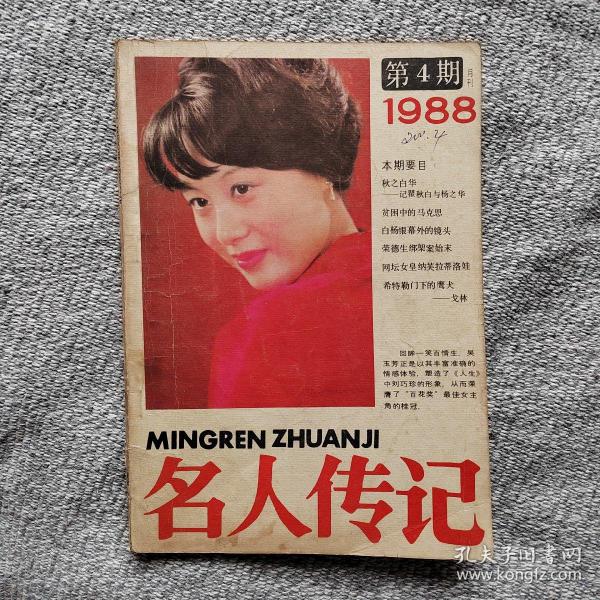 第4期
月刊
1988
本期要目
秋之白华
——记瞿秋白与杨之华
贫困中的马克思
白杨银幕外的镜头
荣德生绑架案始末
网坛女皇纳芙拉蒂洛娃
希特勒门下的鹰犬
——戈林
回眸一笑百情生，吴
玉芳正是以其丰富准确的
情感体验，塑造了《人生》
中刘巧珍的形象，从而荣
膺了“百花奖”最佳女主
角的桂冠。
MINGREN ZHUANJI
名人传记
孔夫子旧书网
www.kongfz.com